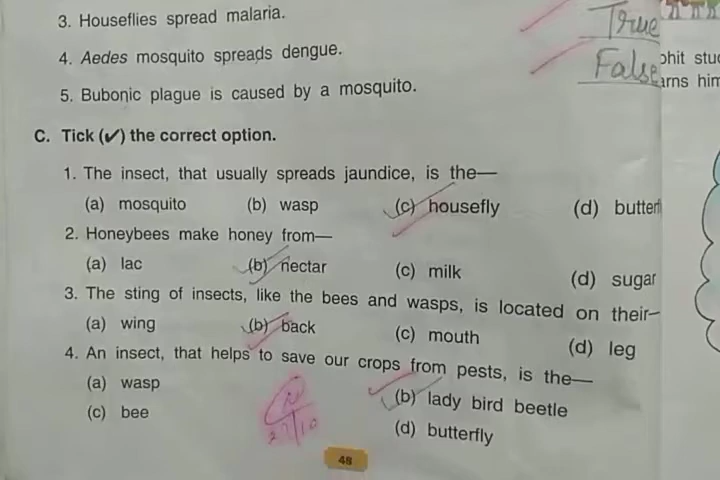 3. Houseflies spread malaria.
True
4. Aedes mosquito spreads dengue.
False
5. Bubonic plague is caused by a mosquito.
C. Tick (✓) the correct option.
1. The insect, that usually spreads jaundice, is the—
(a) mosquito (b) wasp (c) housefly (d)
2. Honeybees make honey from—
(a) lac (b) nectar (c) milk (d) sugar
3. The sting of insects, like the bees and wasps, is located on their—
(a) wing (b) back (c) mouth (d) leg
4. An insect, that helps to save our crops from pests, is the—
(a) wasp (b) lady bird beetle
(c) bee (d) butterfly
27/10
48